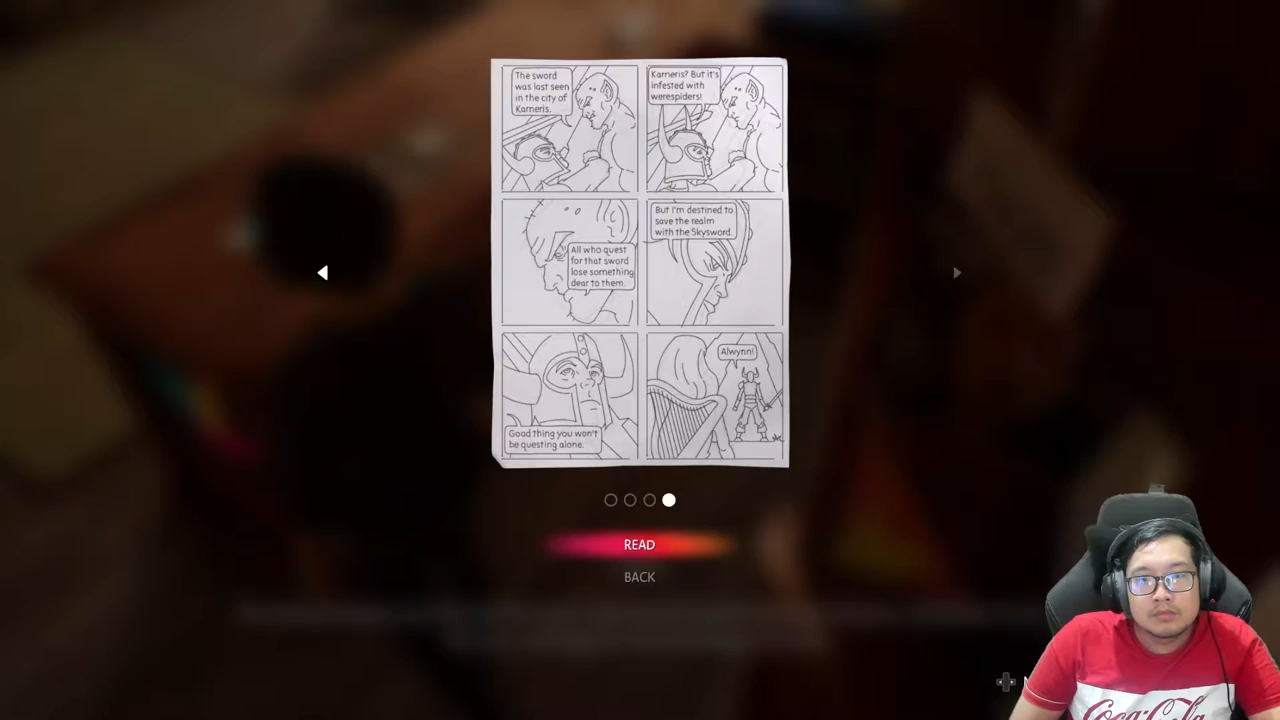 The sword
was last seen
in the city of
Karneris.
Karneris? But it's
infested with
werespiders!
All who quest
for that sword
lose something
dear to them.
But I'm destined to
save the realm
with the Skysword.
Good thing you won't
be questing alone.
Alwynn!
READ
BACK
Coca-Cola